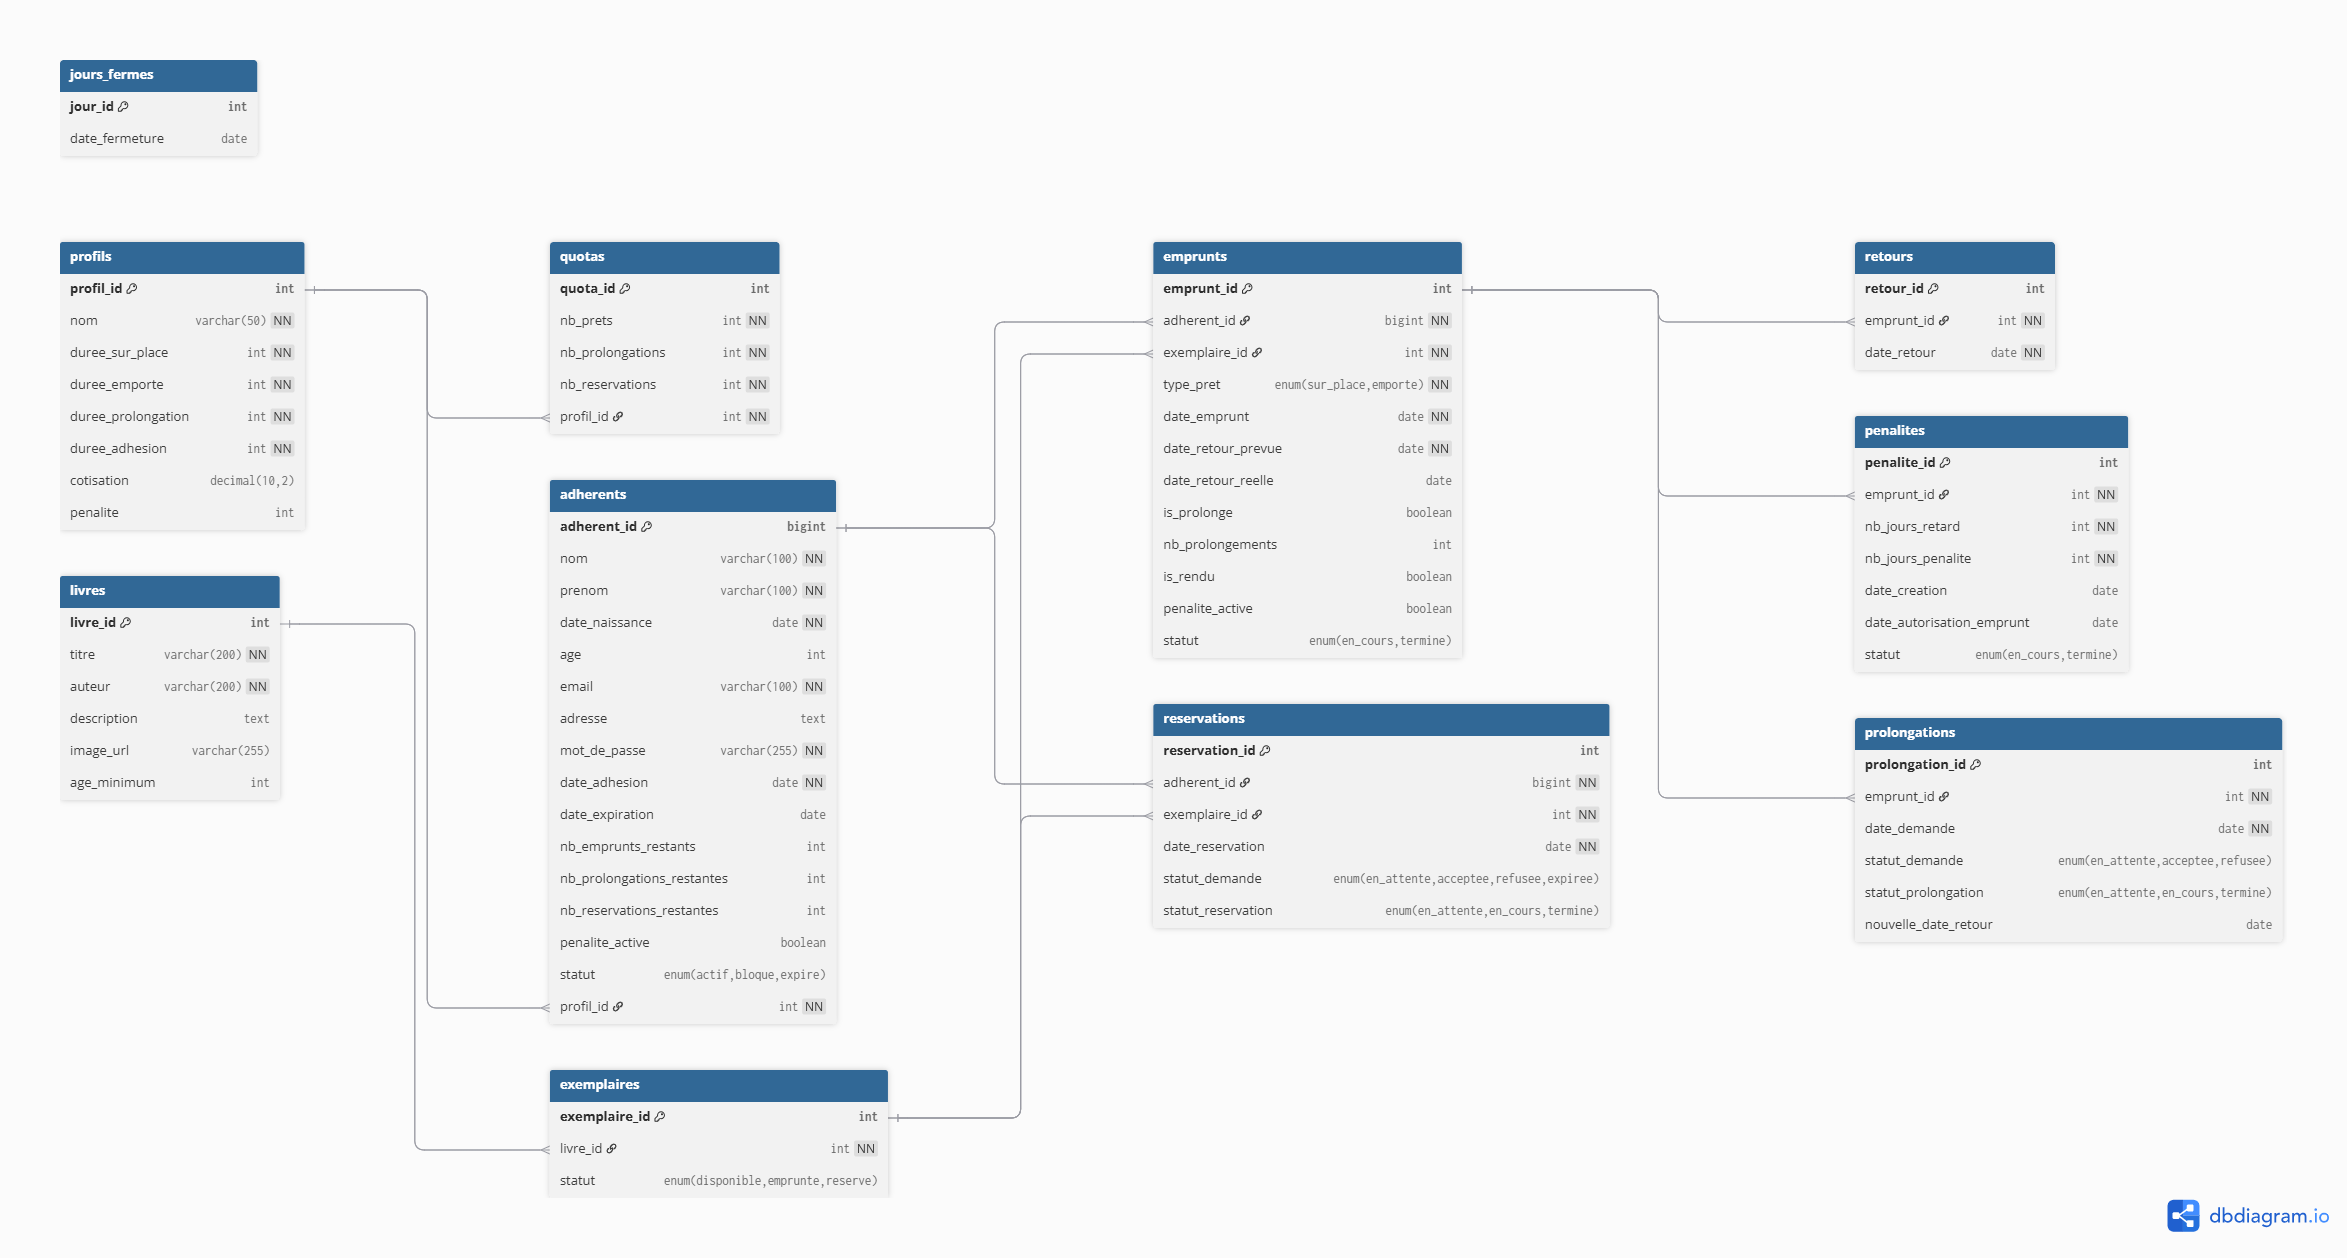 jours_fermes
jour_id int
date_fermeture date
profils
profil_id int
nom varchar(50) NN
duree_sur_place int NN
duree_emporte int NN
duree_prolongation int NN
duree_adhesion int NN
cotisation decimal(10,2)
penalite int
livres
livre_id int
titre varchar(200) NN
auteur varchar(200) NN
description text
image_url varchar(255)
age_minimum int
quotas
quota_id int
nb_prets int NN
nb_prolongations int NN
nb_reservations int NN
profil_id int NN
adherents
adherent_id bigint
nom varchar(100) NN
prenom varchar(100) NN
date_naissance date NN
age int
email varchar(100) NN
adresse text
mot_de_passe varchar(255) NN
date_adhesion date NN
date_expiration date
nb_emprunts_restants int
nb_prolongations_restantes int
nb_reservations_restantes int
penalite_active boolean
statut enum(actif,bloque,expire)
profil_id int NN
exemplaires
exemplaire_id int
livre_id int NN
statut enum(disponible,emprunte,reserve)
emprunts
emprunt_id int
adherent_id bigint NN
exemplaire_id int NN
type_pret enum(sur_place,emporte) NN
date_emprunt date NN
date_retour_prevue date NN
date_retour_reelle date
is_prolonge boolean
nb_prolongements int
is_rendu boolean
penalite_active boolean
statut enum(en_cours,termine)
reservations
reservation_id int
adherent_id bigint NN
exemplaire_id int NN
date_reservation date NN
statut_demande enum(en_attente,acceptee,refusee,expiree)
statut_reservation enum(en_attente,en_cours,termine)
retours
retour_id int
emprunt_id int NN
date_retour date NN
penalites
penalite_id int
emprunt_id int NN
nb_jours_retard int NN
nb_jours_penalite int NN
date_creation date
date_autorisation_emprunt date
statut enum(en_cours,termine)
prolongations
prolongation_id int
emprunt_id int NN
date_demande date NN
statut_demande enum(en_attente,acceptee,refusee)
statut_prolongation enum(en_attente,en_cours,termine)
nouvelle_date_retour date
dbdiagram.io